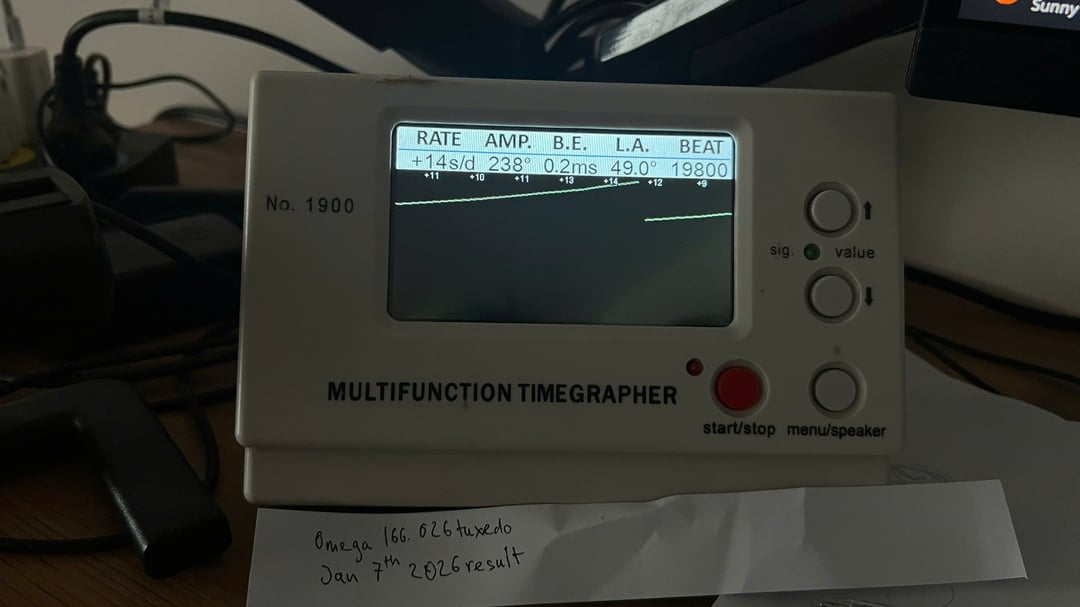 Sunny
RATE AMP. B.E. L.A. BEAT
+14s/d 238° 0.2ms 49.0° 19800
+11 +10 +11 +13 +14 +12 +9
No. 1900
sig. value
MULTIFUNCTION TIMEGRAPHER
start/stop menu/speaker
Omega 166.026 tuxedo
Jan 7th 2026 result